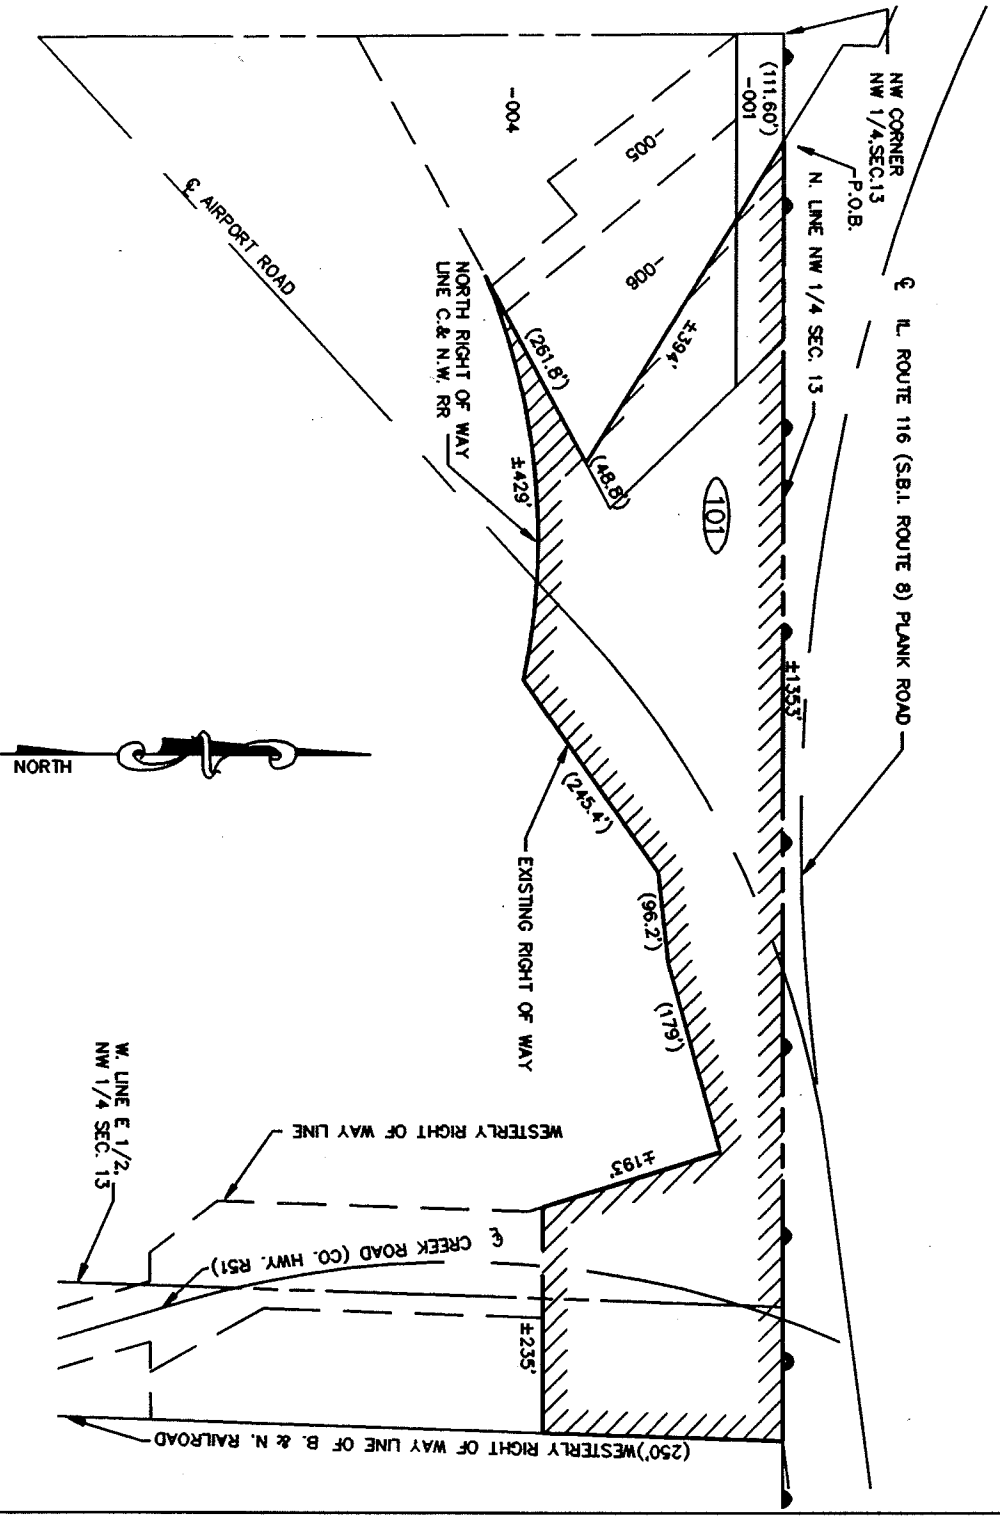 NW CORNER
NW 1/4,SEC.13
P.O.B.
N. LINE NW 1/4 SEC. 13
℄ IL. ROUTE 116 (S.B.I. ROUTE 8) PLANK ROAD
(111.60')
-001
-004
-005
-006
±394'
℄ AIRPORT ROAD
NORTH RIGHT OF WAY
LINE C.& N.W. RR
(261.8')
(48.8')
±429'
101
±1353'
(245.4')
EXISTING RIGHT OF WAY
(96.2')
(179')
±193'
NORTH
W. LINE E 1/2,
NW 1/4 SEC. 13
WESTERLY RIGHT OF WAY LINE
℄ CREEK ROAD (CO. HWY. R51)
±235'
(250')WESTERLY RIGHT OF WAY LINE OF B. & N. RAILROAD